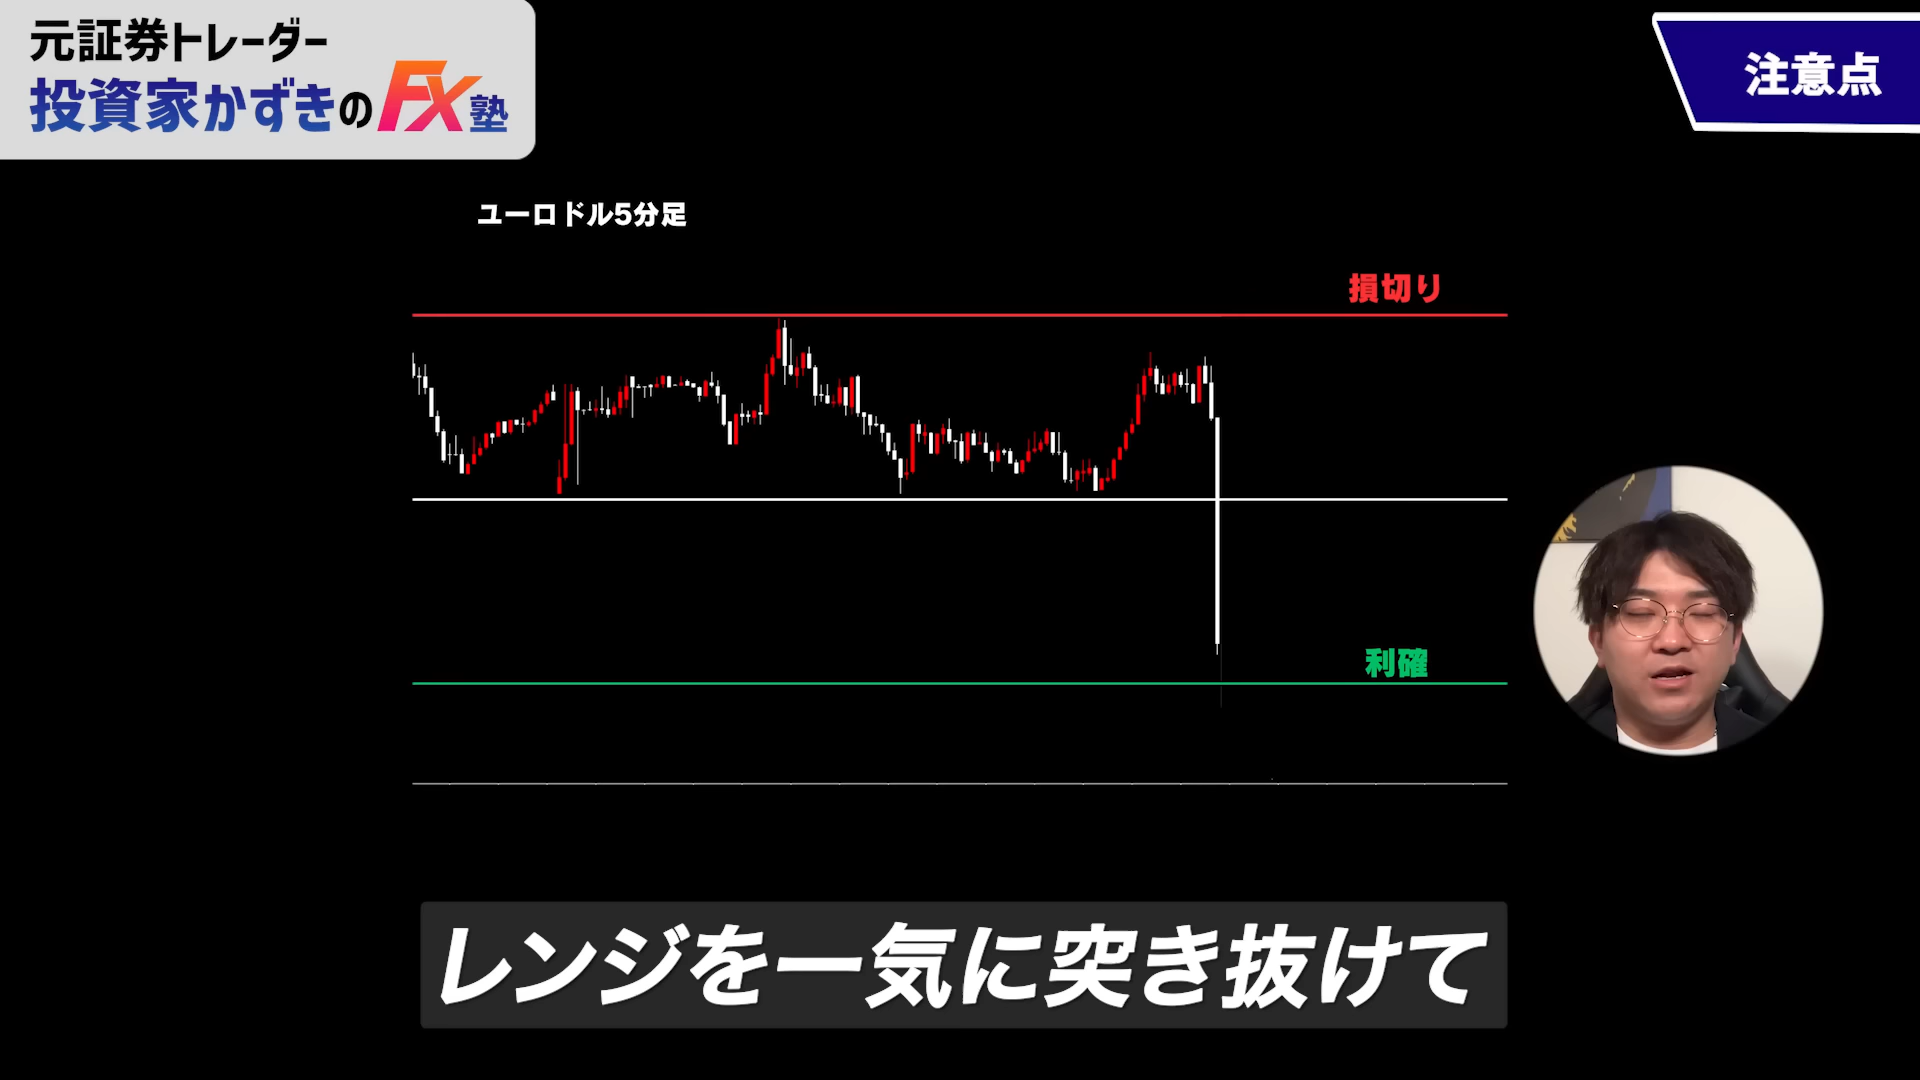 元証券トレーダー
投資家かずきのFX塾
注意点
ユーロドル5分足
損切り
利確
レンジを一気に突き抜けて